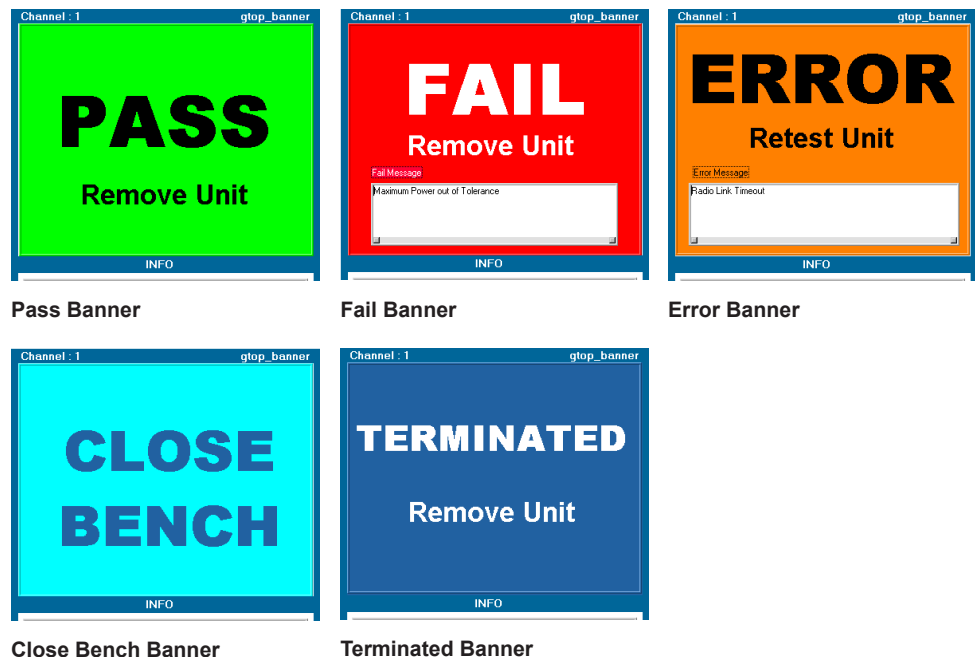 Channel : 1 gtop_banner
PASS
Remove Unit
INFO
Pass Banner
Channel : 1 gtop_banner
FAIL
Remove Unit
Fail Message
Maximum Power out of Tolerance
INFO
Fail Banner
Channel : 1 gtop_banner
ERROR
Retest Unit
Error Message
Radio Link Timeout
INFO
Error Banner
Channel : 1 gtop_banner
CLOSE
BENCH
INFO
Close Bench Banner
Channel : 1 gtop_banner
TERMINATED
Remove Unit
INFO
Terminated Banner